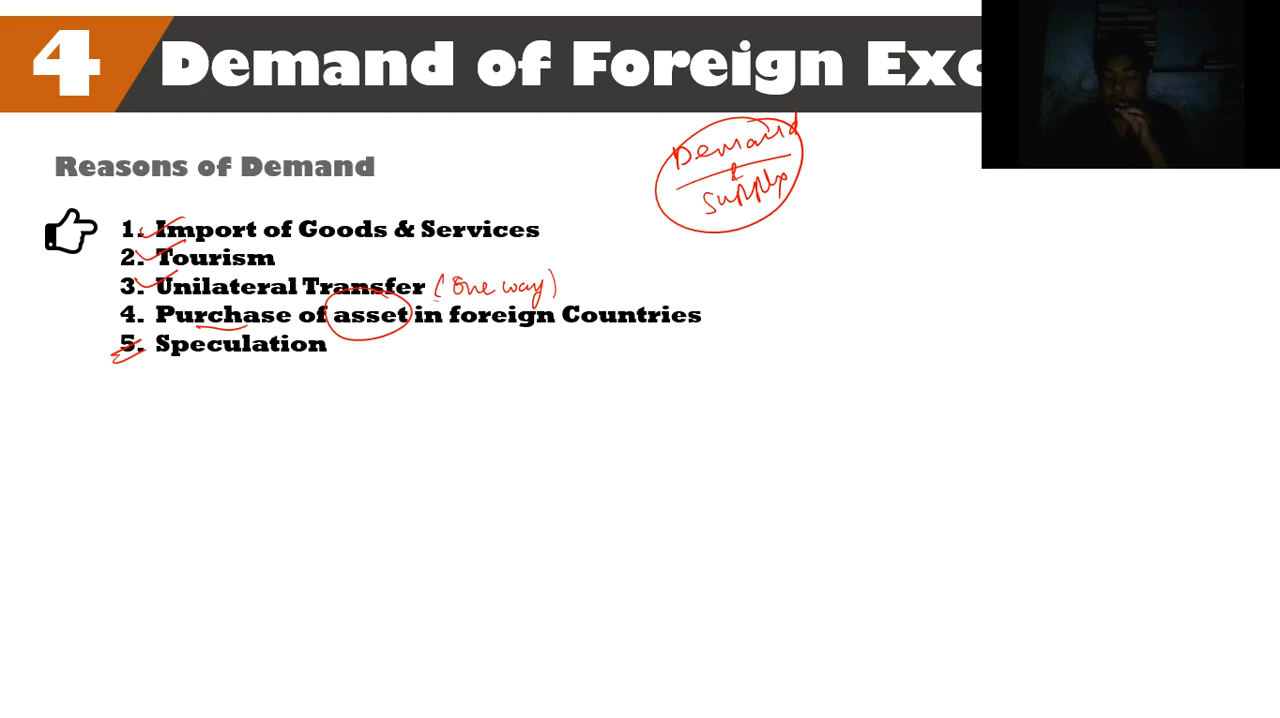 4 Demand of Foreign Exc
Demand
&
Supply
Reasons of Demand
1. Import of Goods & Services
2. Tourism
3. Unilateral Transfer (One way)
4. Purchase of asset in foreign Countries
5. Speculation